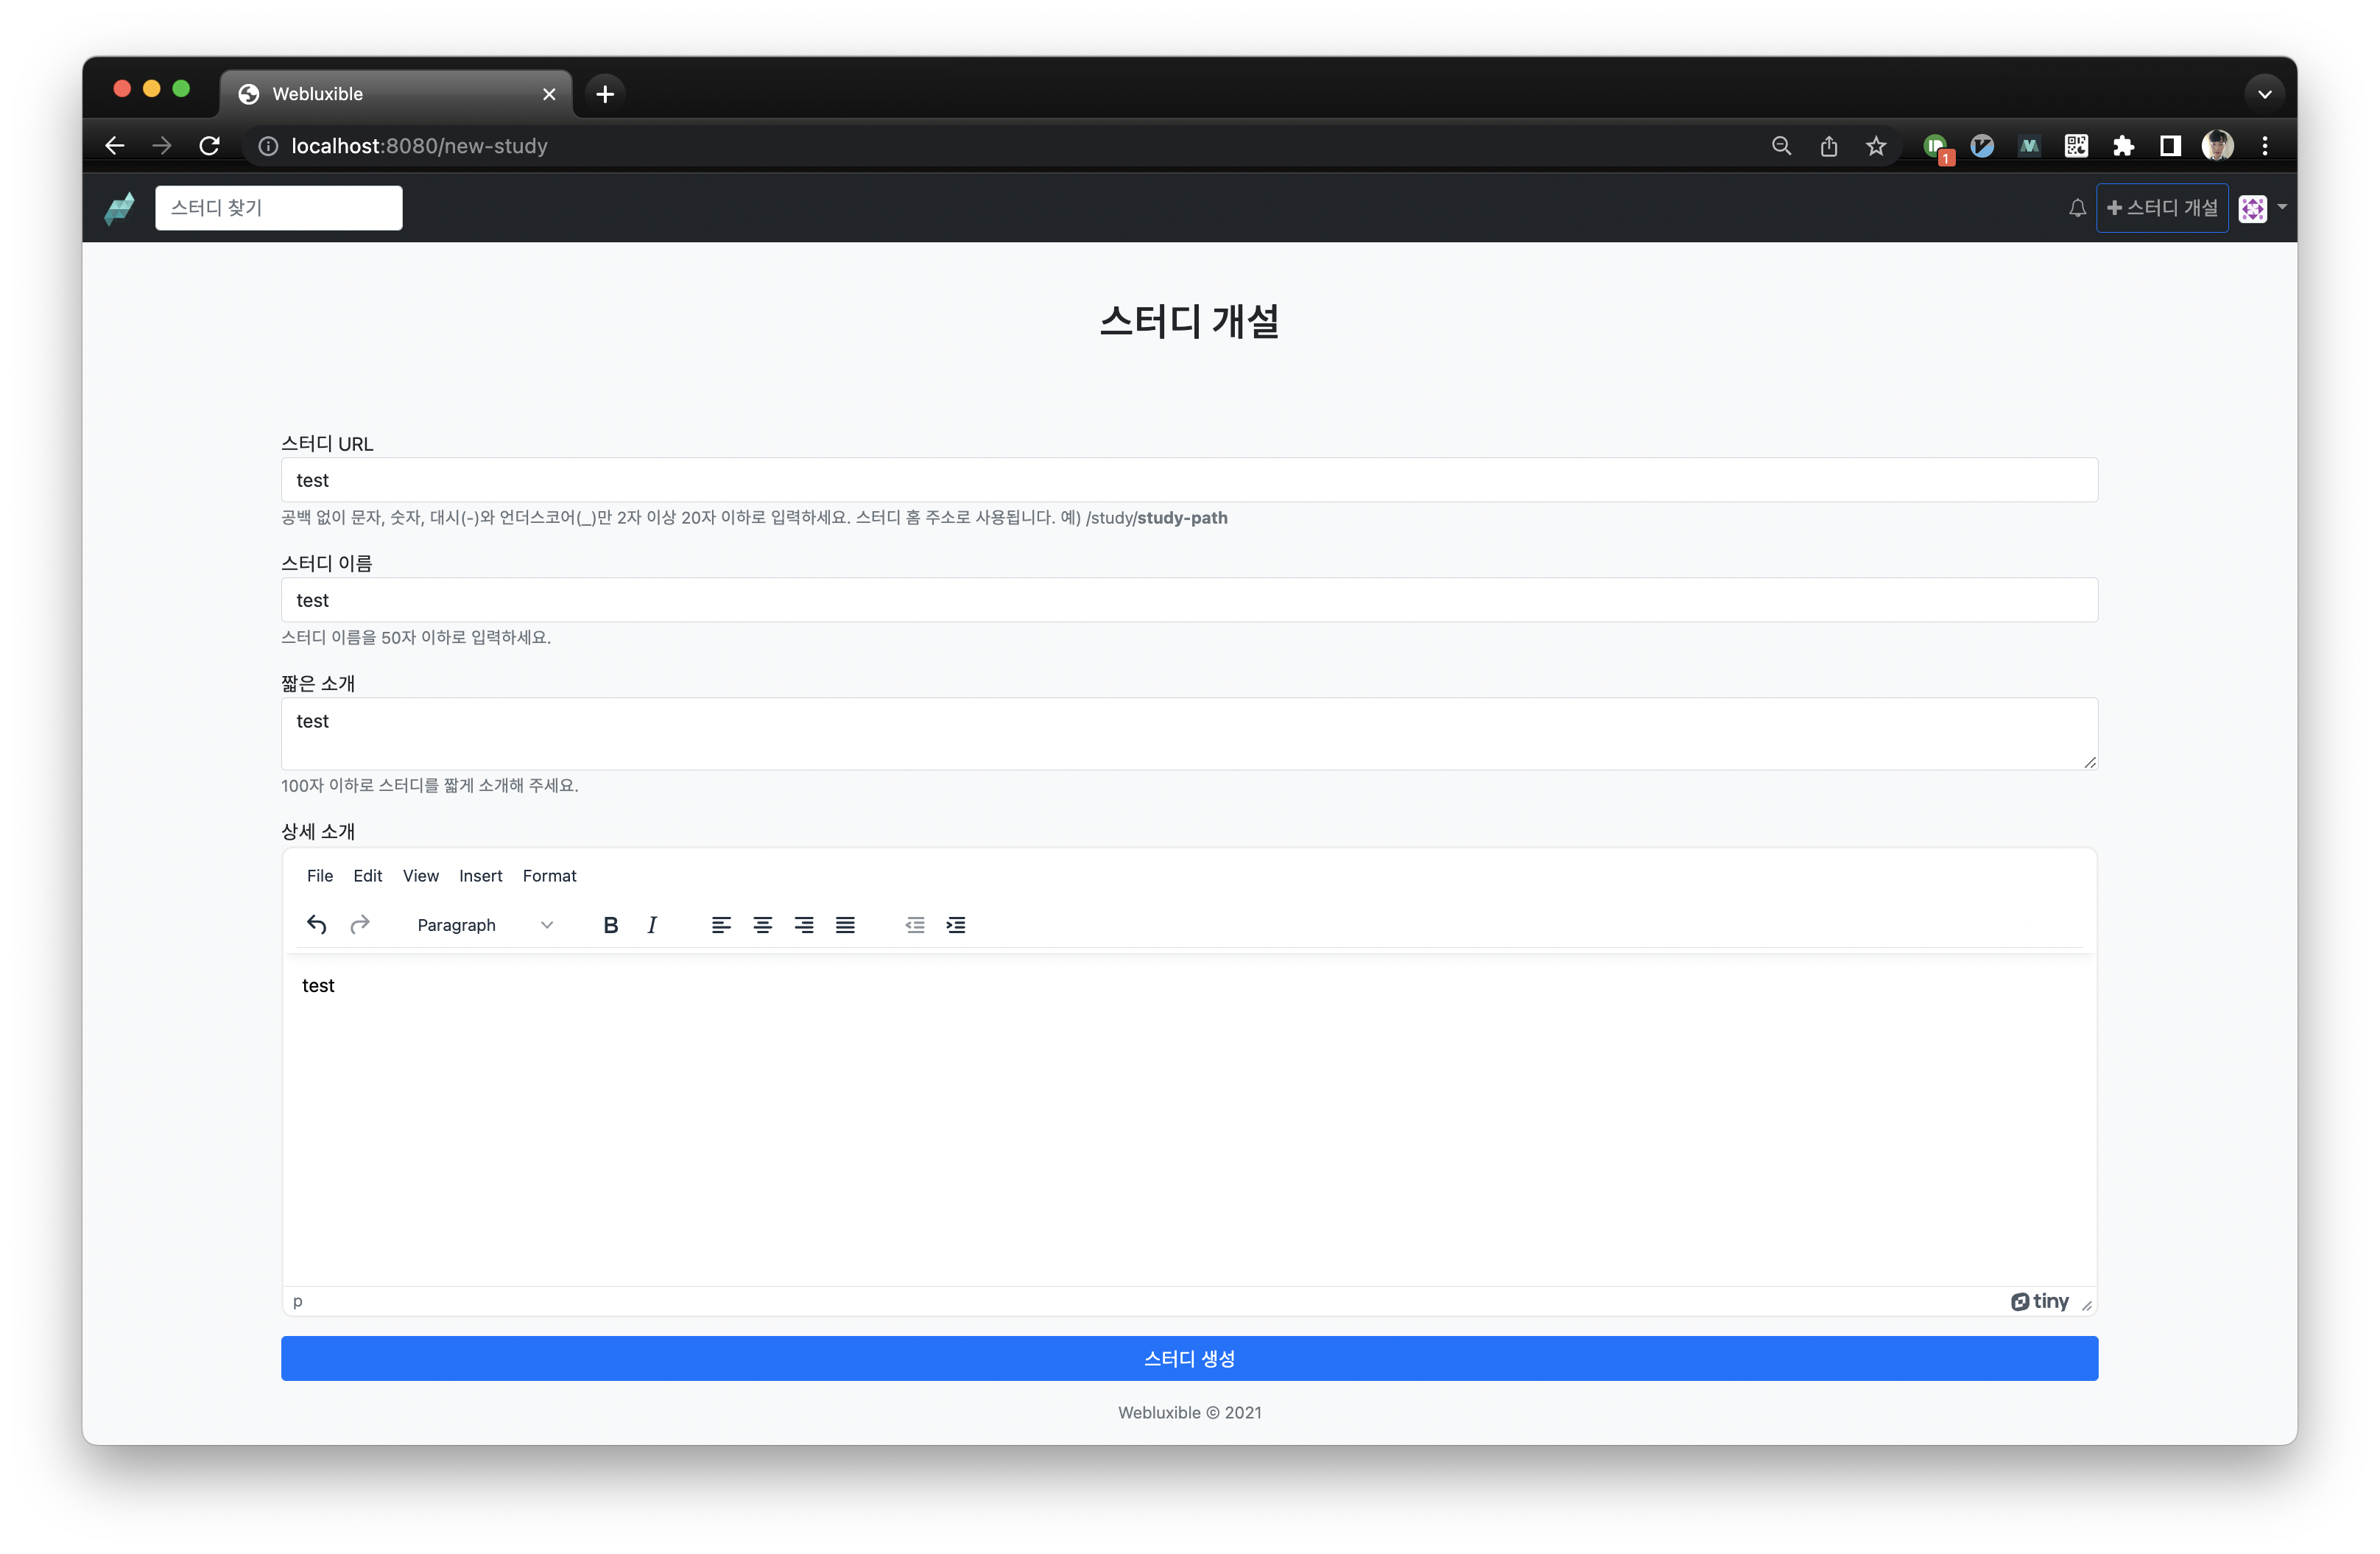 Webluxible
localhost:8080/new-study
1
스터디 찾기
스터디 개설
스터디 개설
스터디 URL
test
공백 없이 문자, 숫자, 대시(-)와 언더스코어(_)만 2자 이상 20자 이하로 입력하세요. 스터디 홈 주소로 사용됩니다. 예) /study/study-path
스터디 이름
test
스터디 이름을 50자 이하로 입력하세요.
짧은 소개
test
100자 이하로 스터디를 짧게 소개해 주세요.
상세 소개
File Edit View Insert Format
Paragraph B I
test
p tiny
스터디 생성
Webluxible © 2021